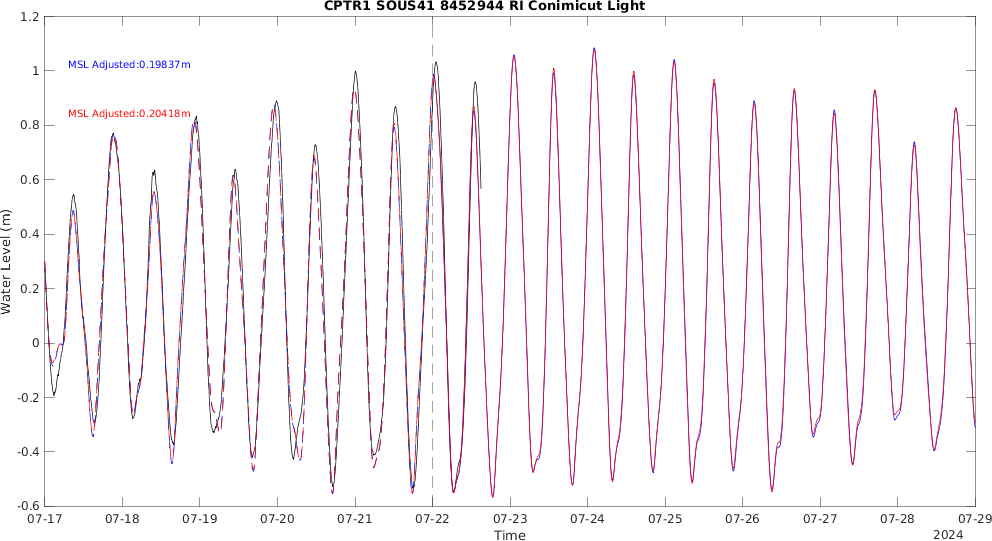 CPTR1 SOUS41 8452944 RI Conimicut Light
MSL Adjusted:0.19837m
MSL Adjusted:0.20418m
Water Level (m)
1.2
1
0.8
0.6
0.4
0.2
0
-0.2
-0.4
-0.6
07-17 07-18 07-19 07-20 07-21 07-22 07-23 07-24 07-25 07-26 07-27 07-28 07-29
Time
2024